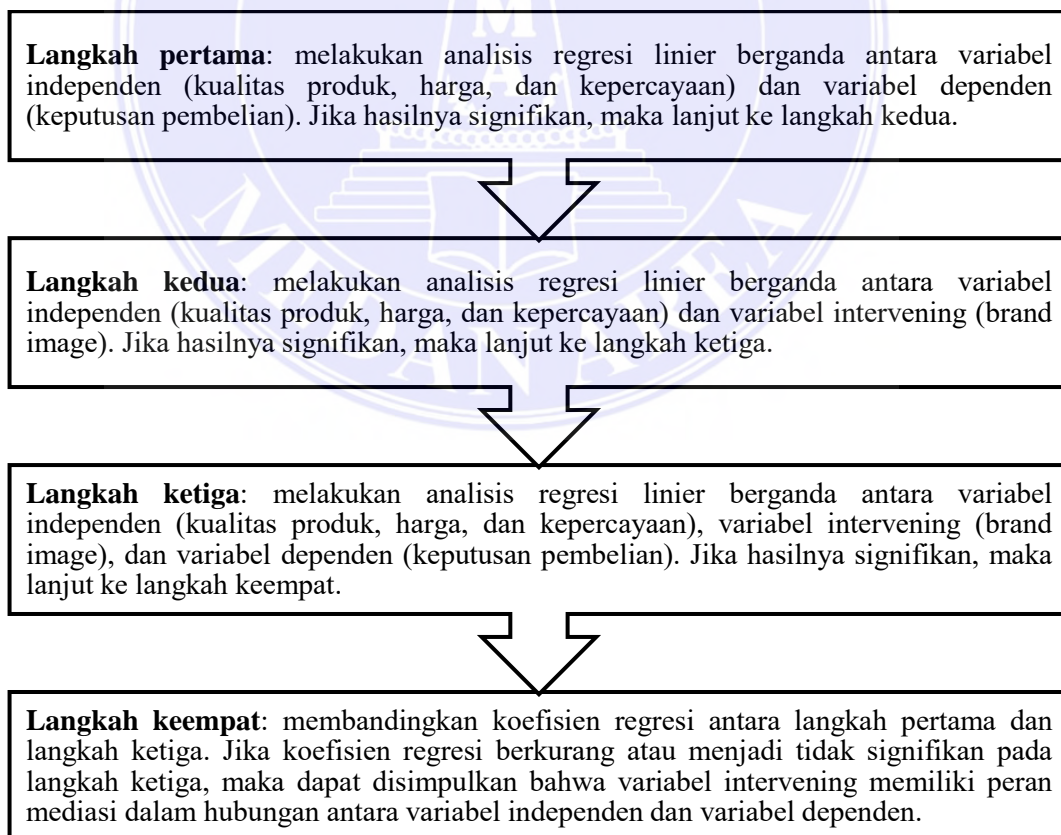 M
A
Langkah pertama: melakukan analisis regresi linier berganda antara variabel
independen (kualitas produk, harga, dan kepercayaan) dan variabel dependen
(keputusan pembelian). Jika hasilnya signifikan, maka lanjut ke langkah kedua.
Langkah kedua: melakukan analisis regresi linier berganda antara variabel
independen (kualitas produk, harga, dan kepercayaan) dan variabel intervening (brand
image). Jika hasilnya signifikan, maka lanjut ke langkah ketiga.
MEDAN AREA
Langkah ketiga: melakukan analisis regresi linier berganda antara variabel
independen (kualitas produk, harga, dan kepercayaan), variabel intervening (brand
image), dan variabel dependen (keputusan pembelian). Jika hasilnya signifikan, maka
lanjut ke langkah keempat.
Langkah keempat: membandingkan koefisien regresi antara langkah pertama dan
langkah ketiga. Jika koefisien regresi berkurang atau menjadi tidak signifikan pada
langkah ketiga, maka dapat disimpulkan bahwa variabel intervening memiliki peran
mediasi dalam hubungan antara variabel independen dan variabel dependen.